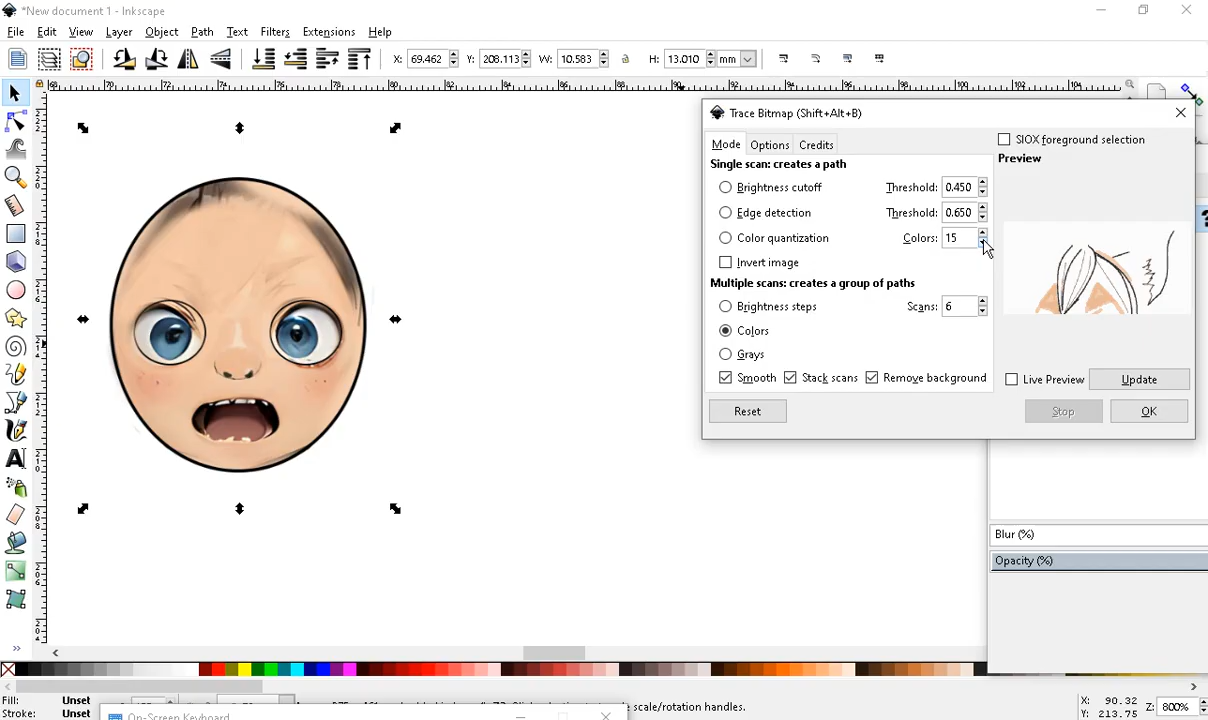 *New document 1 - Inkscape
File Edit View Layer Object Path Text Filters Extensions Help
X: 69.462 Y: 208.113 W: 10.583 H: 13.010 mm
Trace Bitmap (Shift+Alt+B)
Mode Options Credits
SIOX foreground selection
Preview
Single scan: creates a path
Brightness cutoff Threshold: 0.450
Edge detection Threshold: 0.650
Color quantization Colors: 15
Invert image
Multiple scans: creates a group of paths
Brightness steps Scans: 6
Colors
Grays
Smooth Stack scans Remove background
Live Preview Update
Reset Stop OK
Blur (%)
Opacity (%)
Fill: Unset
Stroke: Unset
scale/rotation handles.
X: 90.32
Y: 213.75
Z: 800%
On-Screen Keyboard